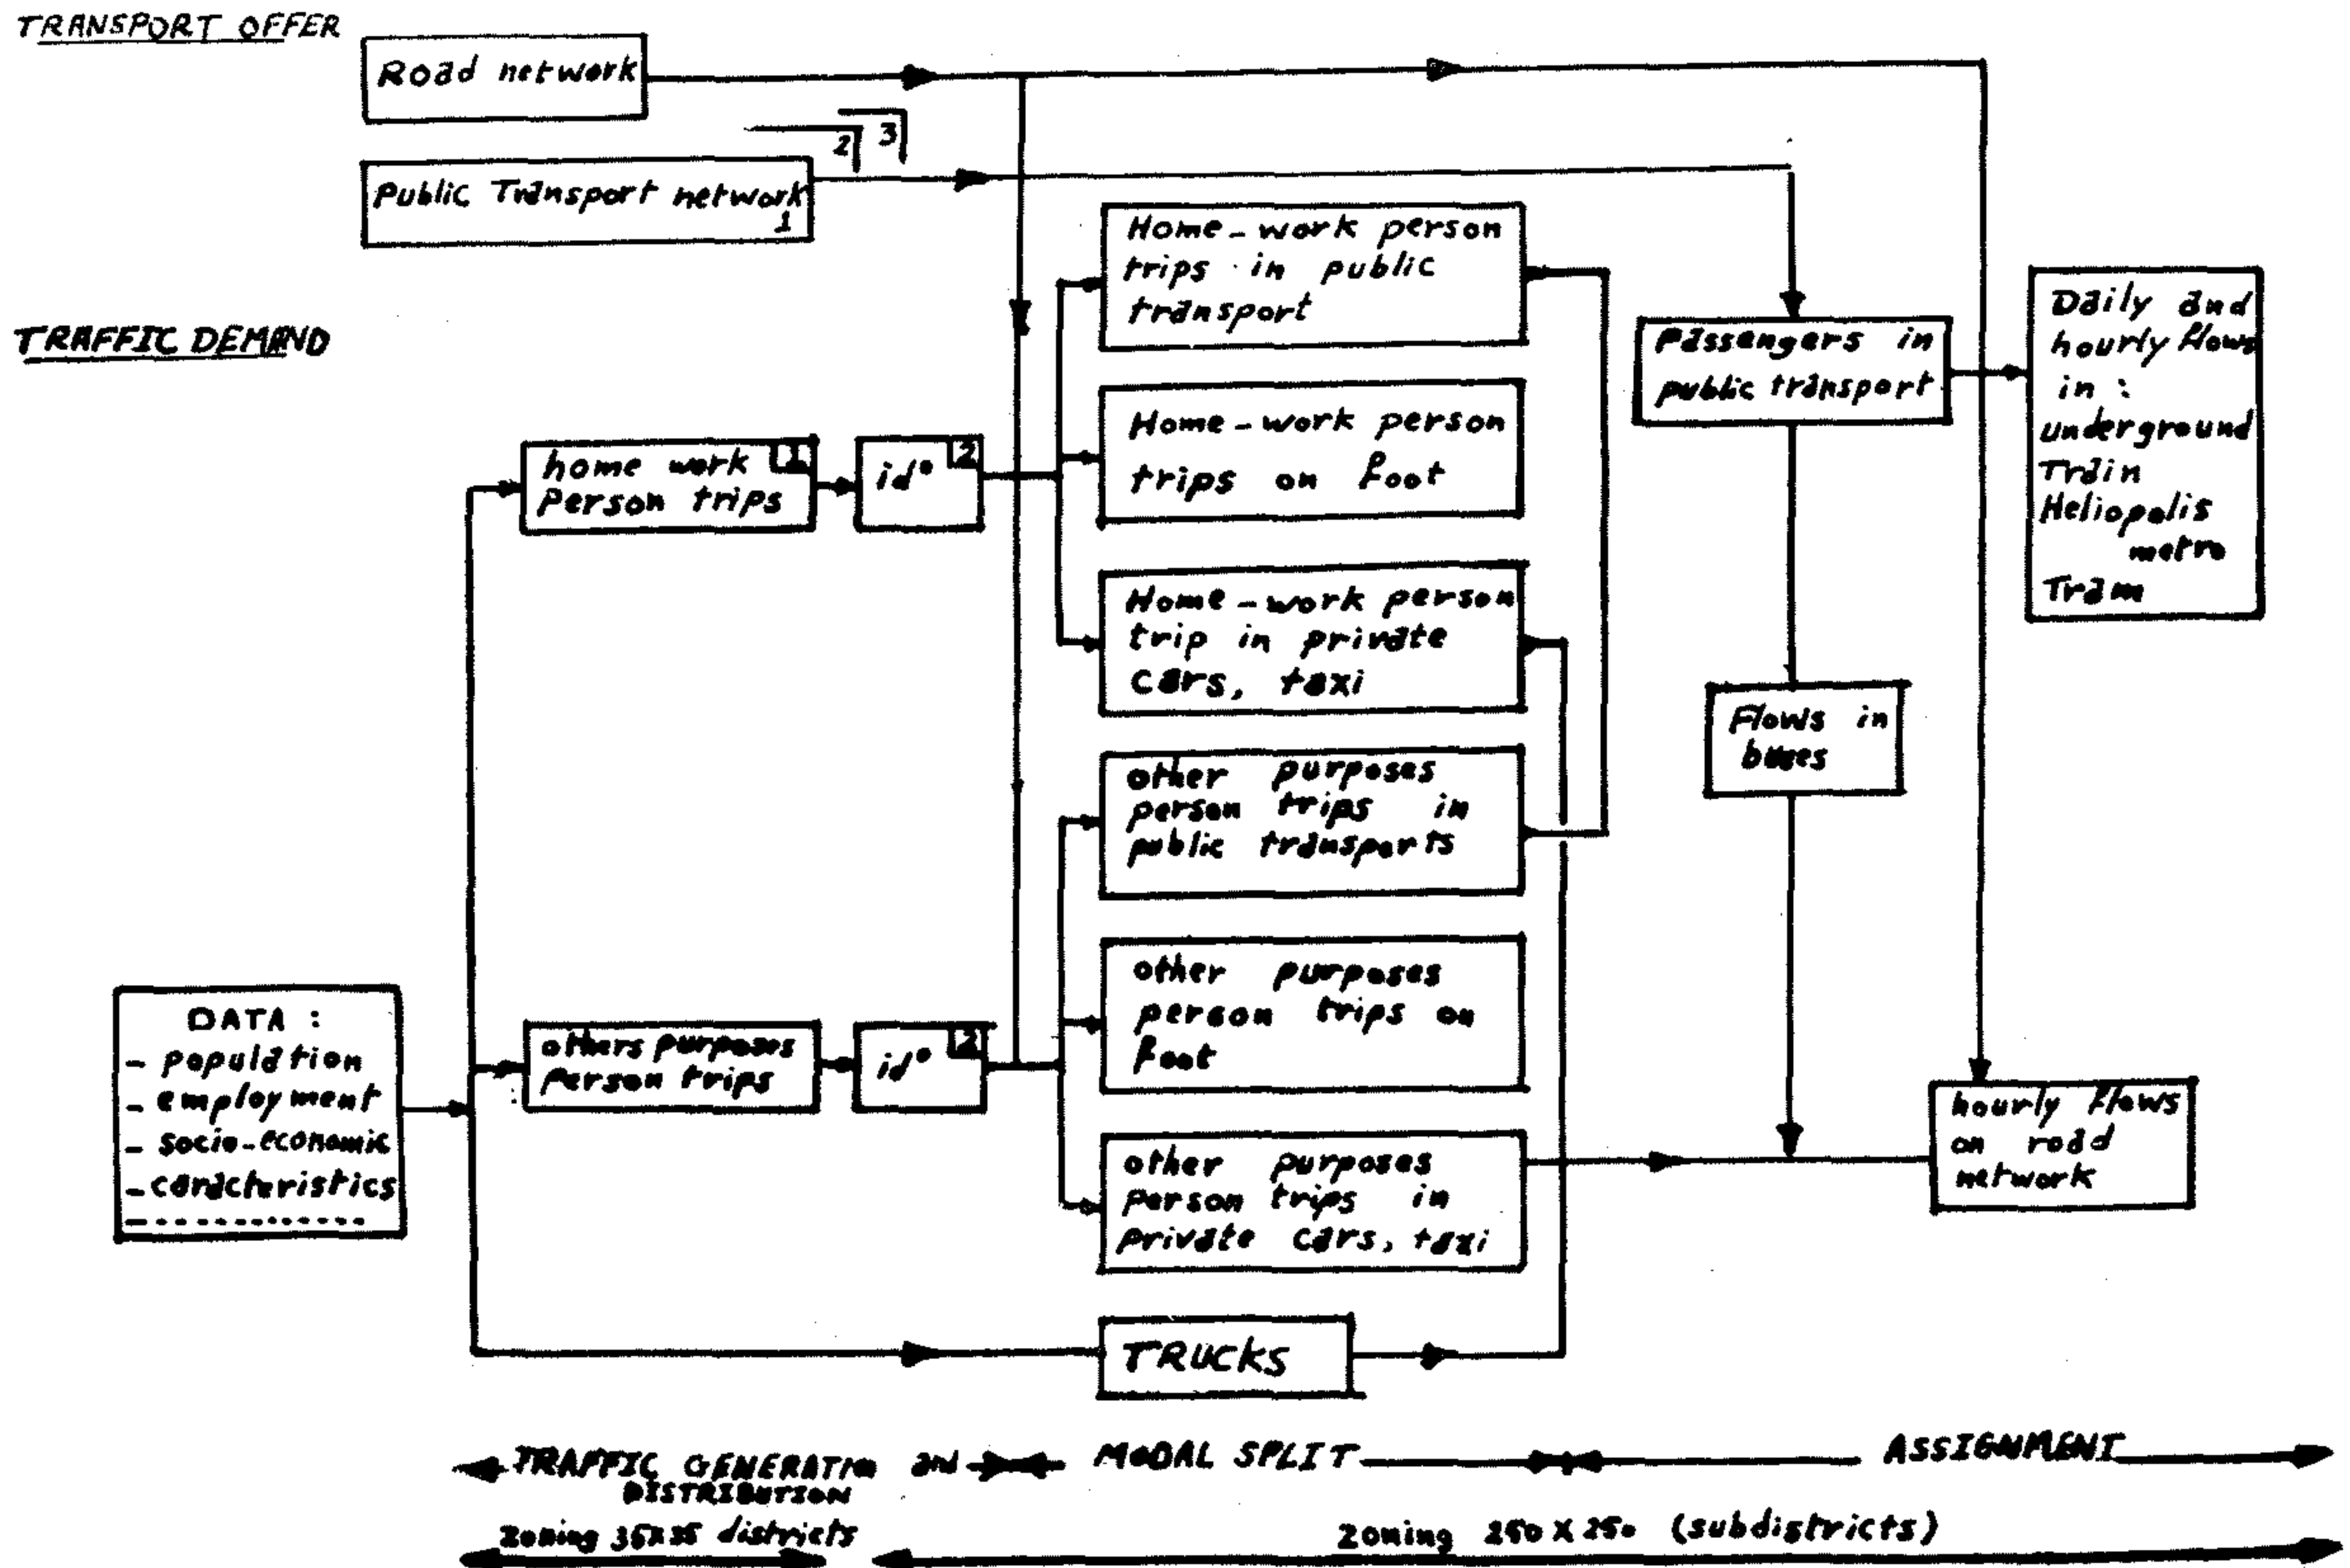 TRANSPORT OFFER
Road network
2
3
Public Transport network
1
TRAFFIC DEMAND
Home-work person
trips in public
transport
Home-work person
trips on foot
Home-work person
trip in private
cars, taxi
other purposes
person trips in
public transports
other purposes
person trips on
foot
other purposes
person trips in
private cars, taxi
TRUCKS
home work 1
Person trips
id° 2
others purposes
person trips
id° 2
DATA :
- population
- employment
- socio-economic
- caracteristics
- ............
Passengers in
public transport
Flows in
buses
Daily and
hourly flows
in :
underground
Train
Heliopolis
metro
Tram
hourly flows
on road
network
TRAFFIC GENERATION and
DISTRIBUTION
MODAL SPLIT
ASSIGNMENT
Zoning 35x35 districts
Zoning 250 X 250 (subdistricts)